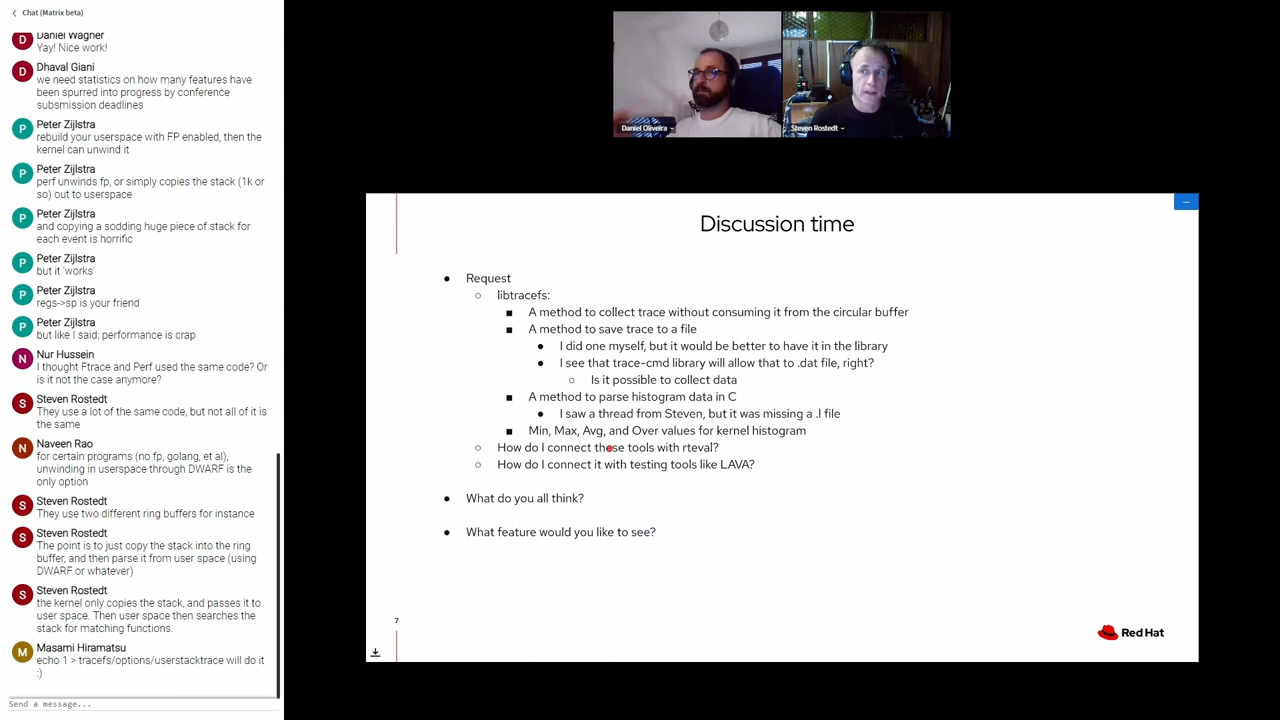 Chat (Matrix beta)
D
Daniel Wagner
Yay! Nice work!
D
Dhaval Giani
we need statistics on how many features have
been spurred into progress by conference
subsmission deadlines
P
Peter Zijlstra
rebuild your userspace with FP enabled, then the
kernel can unwind it
P
Peter Zijlstra
perf unwinds fp, or simply copies the stack (1k or
so) out to userspace
P
Peter Zijlstra
and copying a sodding huge piece of stack for
each event is horrific
P
Peter Zijlstra
but it 'works'
P
Peter Zijlstra
regs->sp is your friend
P
Peter Zijlstra
but like I said; performance is crap
N
Nur Hussein
I thought Ftrace and Perf used the same code? Or
is it not the case anymore?
S
Steven Rostedt
They use a lot of the same code, but not all of it is
the same
N
Naveen Rao
for certain programs (no fp, golang, et al),
unwinding in userspace through DWARF is the
only option
S
Steven Rostedt
They use two different ring buffers for instance
S
Steven Rostedt
The point is to just copy the stack into the ring
buffer, and then parse it from user space (using
DWARF or whatever)
S
Steven Rostedt
the kernel only copies the stack, and passes it to
user space. Then user space then searches the
stack for matching functions.
M
Masami Hiramatsu
echo 1 > tracefs/options/userstacktrace will do it
:)
Send a message...
Daniel Oliveira
Steven Rostedt
Discussion time
Request
libtracefs:
A method to collect trace without consuming it from the circular buffer
A method to save trace to a file
I did one myself, but it would be better to have it in the library
I see that trace-cmd library will allow that to .dat file, right?
Is it possible to collect data
A method to parse histogram data in C
I saw a thread from Steven, but it was missing a .l file
Min, Max, Avg, and Over values for kernel histogram
How do I connect these tools with rteval?
How do I connect it with testing tools like LAVA?
What do you all think?
What feature would you like to see?
7
Red Hat